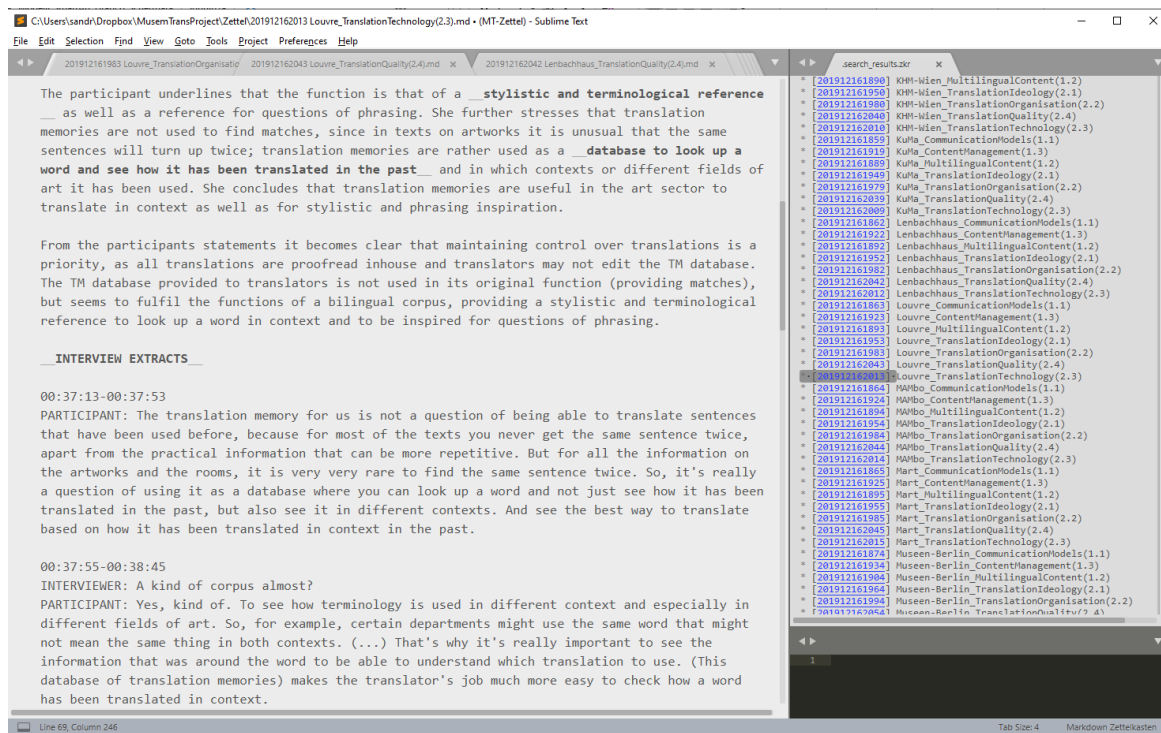 C:\Users\sandr\Dropbox\MusemTransProject\Zettel\201912162013 Louvre_TranslationTechnology(2.3).md • (MT-Zettel) - Sublime Text
File Edit Selection Find View Goto Tools Project Preferences Help
201912161983 Louvre_TranslationOrganisatic 201912162043 Louvre_TranslationQuality(2.4).md × 201912162042 Lenbachhaus_TranslationQuality(2.4).md ×
The participant underlines that the function is that of a __stylistic and terminological reference
__ as well as a reference for questions of phrasing. She further stresses that translation
memories are not used to find matches, since in texts on artworks it is unusual that the same
sentences will turn up twice; translation memories are rather used as a __database to look up a
word and see how it has been translated in the past__ and in which contexts or different fields of
art it has been used. She concludes that translation memories are useful in the art sector to
translate in context as well as for stylistic and phrasing inspiration.
From the participants statements it becomes clear that maintaining control over translations is a
priority, as all translations are proofread inhouse and translators may not edit the TM database.
The TM database provided to translators is not used in its original function (providing matches),
but seems to fulfil the functions of a bilingual corpus, providing a stylistic and terminological
reference to look up a word in context and to be inspired for questions of phrasing.
__INTERVIEW EXTRACTS__
00:37:13-00:37:53
PARTICIPANT: The translation memory for us is not a question of being able to translate sentences
that have been used before, because for most of the texts you never get the same sentence twice,
apart from the practical information that can be more repetitive. But for all the information on
the artworks and the rooms, it is very very rare to find the same sentence twice. So, it's really
a question of using it as a database where you can look up a word and not just see how it has been
translated in the past, but also see it in different contexts. And see the best way to translate
based on how it has been translated in context in the past.
00:37:55-00:38:45
INTERVIEWER: A kind of corpus almost?
PARTICIPANT: Yes, kind of. To see how terminology is used in different context and especially in
different fields of art. So, for example, certain departments might use the same word that might
not mean the same thing in both contexts. (...) That's why it's really important to see the
information that was around the word to be able to understand which translation to use. (This
database of translation memories) makes the translator's job much more easy to check how a word
has been translated in context.
.search_results.zkr ×
* [201912161890] KHM-Wien_MultilingualContent(1.2)
* [201912161950] KHM-Wien_TranslationIdeology(2.1)
* [201912161980] KHM-Wien_TranslationOrganisation(2.2)
* [201912162040] KHM-Wien_TranslationQuality(2.4)
* [201912162010] KHM-Wien_TranslationTechnology(2.3)
* [201912161859] KuMa_CommunicationModels(1.1)
* [201912161919] KuMa_ContentManagement(1.3)
* [201912161889] KuMa_MultilingualContent(1.2)
* [201912161949] KuMa_TranslationIdeology(2.1)
* [201912161979] KuMa_TranslationOrganisation(2.2)
* [201912162039] KuMa_TranslationQuality(2.4)
* [201912162009] KuMa_TranslationTechnology(2.3)
* [201912161862] Lenbachhaus_CommunicationModels(1.1)
* [201912161922] Lenbachhaus_ContentManagement(1.3)
* [201912161892] Lenbachhaus_MultilingualContent(1.2)
* [201912161952] Lenbachhaus_TranslationIdeology(2.1)
* [201912161982] Lenbachhaus_TranslationOrganisation(2.2)
* [201912162042] Lenbachhaus_TranslationQuality(2.4)
* [201912162012] Lenbachhaus_TranslationTechnology(2.3)
* [201912161863] Louvre_CommunicationModels(1.1)
* [201912161923] Louvre_ContentManagement(1.3)
* [201912161893] Louvre_MultilingualContent(1.2)
* [201912161953] Louvre_TranslationIdeology(2.1)
* [201912161983] Louvre_TranslationOrganisation(2.2)
* [201912162043] Louvre_TranslationQuality(2.4)
* [201912162013] Louvre_TranslationTechnology(2.3)
* [201912161864] MAMbo_CommunicationModels(1.1)
* [201912161924] MAMbo_ContentManagement(1.3)
* [201912161894] MAMbo_MultilingualContent(1.2)
* [201912161954] MAMbo_TranslationIdeology(2.1)
* [201912161984] MAMbo_TranslationOrganisation(2.2)
* [201912162044] MAMbo_TranslationQuality(2.4)
* [201912162014] MAMbo_TranslationTechnology(2.3)
* [201912161865] Mart_CommunicationModels(1.1)
* [201912161925] Mart_ContentManagement(1.3)
* [201912161895] Mart_MultilingualContent(1.2)
* [201912161955] Mart_TranslationIdeology(2.1)
* [201912161985] Mart_TranslationOrganisation(2.2)
* [201912162045] Mart_TranslationQuality(2.4)
* [201912162015] Mart_TranslationTechnology(2.3)
* [201912161874] Museen-Berlin_CommunicationModels(1.1)
* [201912161934] Museen-Berlin_ContentManagement(1.3)
* [201912161904] Museen-Berlin_MultilingualContent(1.2)
* [201912161964] Museen-Berlin_TranslationIdeology(2.1)
* [201912161994] Museen-Berlin_TranslationOrganisation(2.2)
* [201912162054] Museen-Berlin_TranslationQuality(2.4)
1
Line 69, Column 246
Tab Size: 4 Markdown Zettelkasten